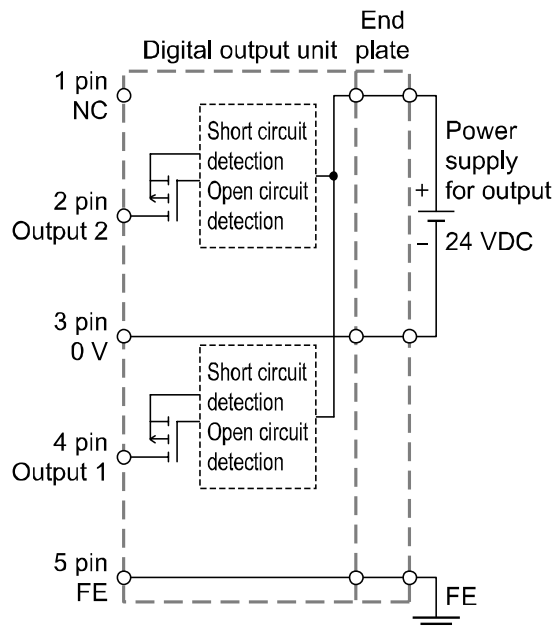 Digital output unit
End
plate
1 pin
NC
Short circuit
detection
Open circuit
detection
Power
supply
for output
+
–
24 VDC
2 pin
Output 2
3 pin
0 V
Short circuit
detection
Open circuit
detection
4 pin
Output 1
5 pin
FE
FE